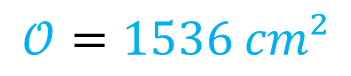 𝒪 = 1536 cm²